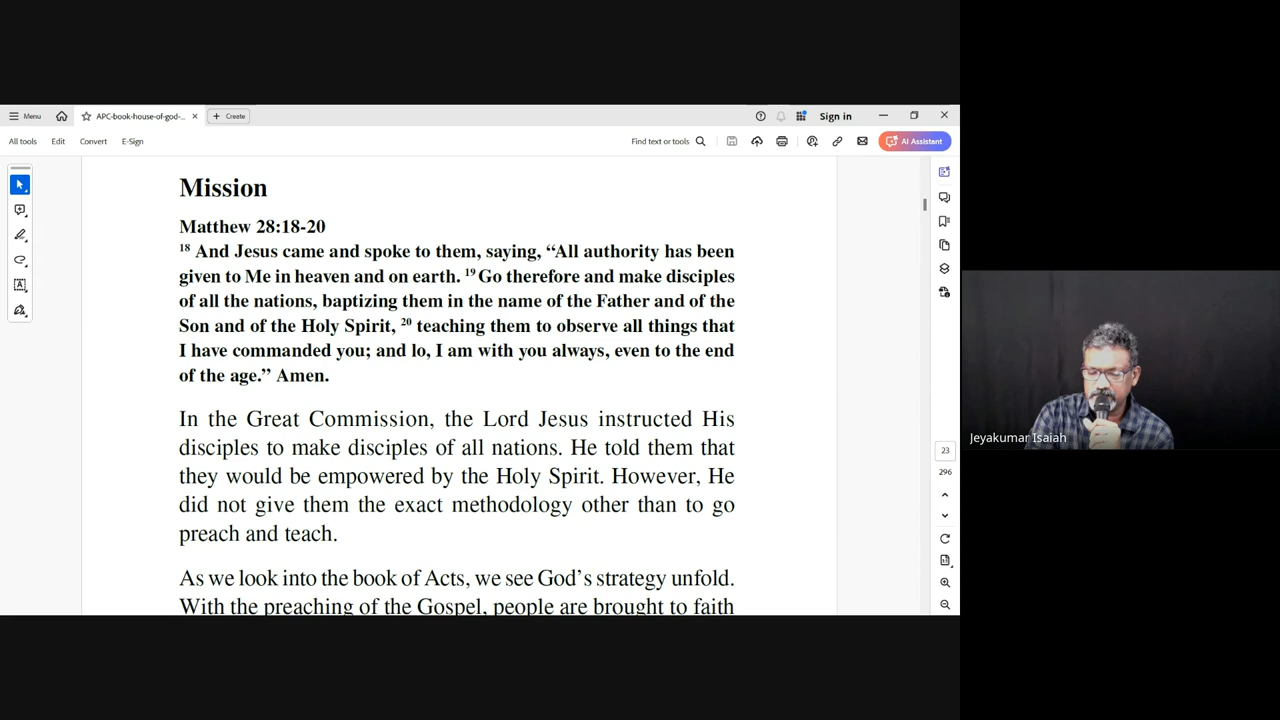 Menu
APC-book-house-of-god-...
Create
Sign in
All tools
Edit
Convert
E-Sign
Find text or tools
AI Assistant
Mission
Matthew 28:18-20
18 And Jesus came and spoke to them, saying, “All authority has been
given to Me in heaven and on earth. 19 Go therefore and make disciples
of all the nations, baptizing them in the name of the Father and of the
Son and of the Holy Spirit, 20 teaching them to observe all things that
I have commanded you; and lo, I am with you always, even to the end
of the age.” Amen.
In the Great Commission, the Lord Jesus instructed His
disciples to make disciples of all nations. He told them that
they would be empowered by the Holy Spirit. However, He
did not give them the exact methodology other than to go
preach and teach.
As we look into the book of Acts, we see God’s strategy unfold.
With the preaching of the Gospel, people are brought to faith
23
296
Jeyakumar Isaiah